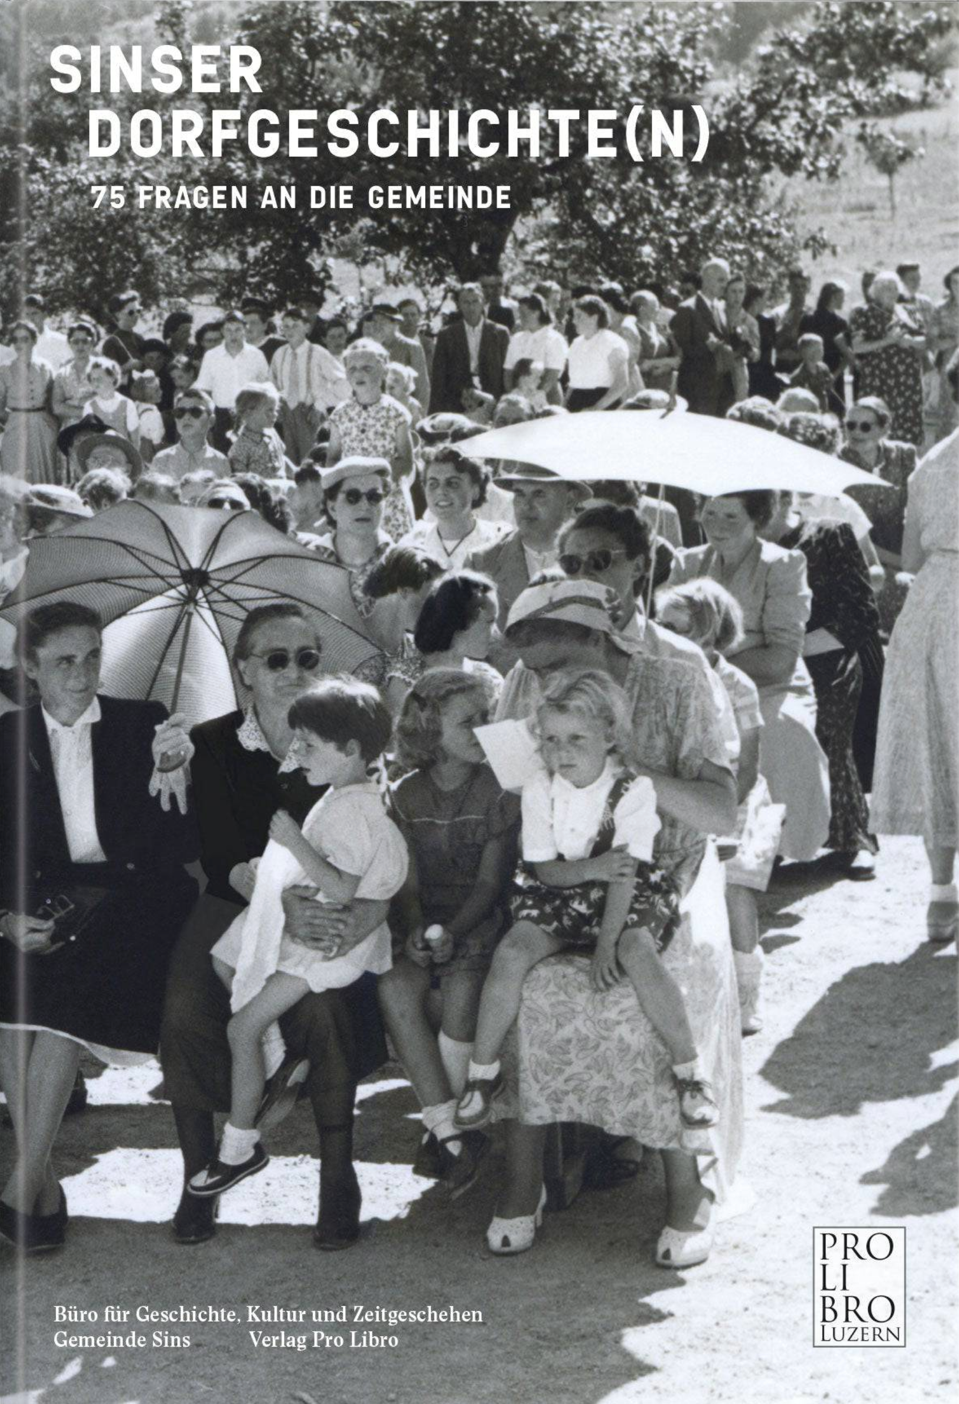 SINSER
DORFGESCHICHTE(N)
75 FRAGEN AN DIE GEMEINDE
PRO
LI
BRO
LUZERN
Büro für Geschichte, Kultur und Zeitgeschehen
Gemeinde Sins Verlag Pro Libro